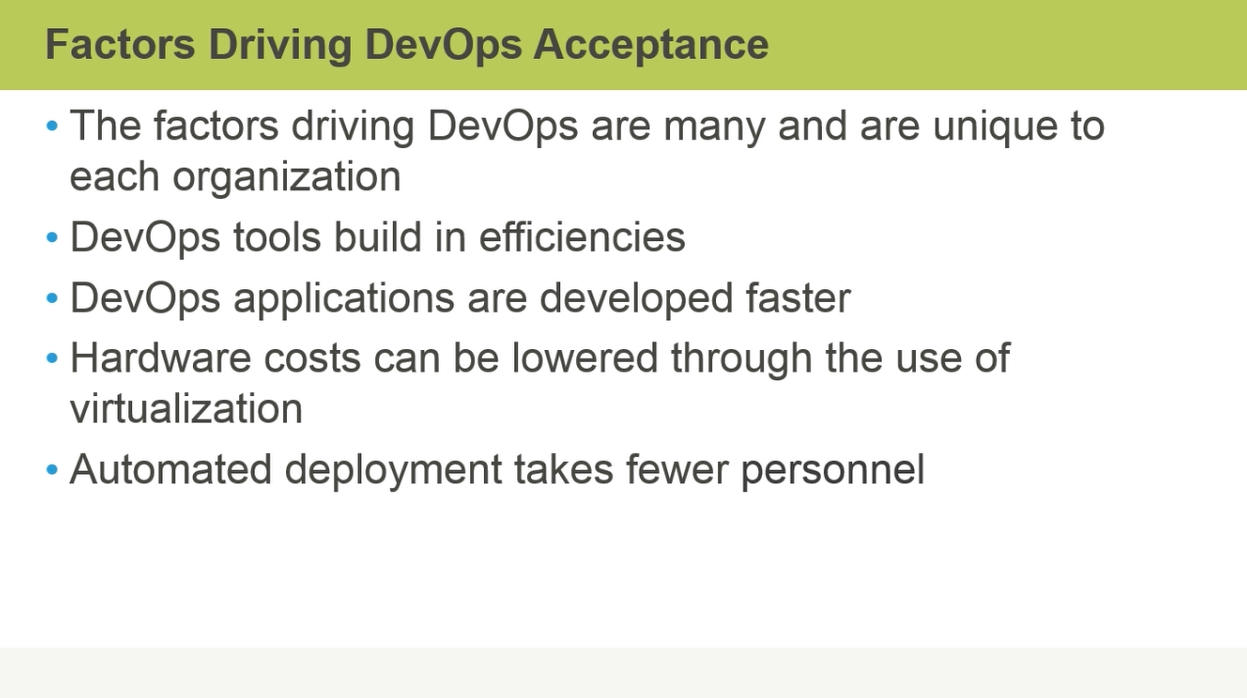 Factors Driving DevOps Acceptance
• The factors driving DevOps are many and are unique to
each organization
• DevOps tools build in efficiencies
• DevOps applications are developed faster
• Hardware costs can be lowered through the use of
virtualization
• Automated deployment takes fewer personnel